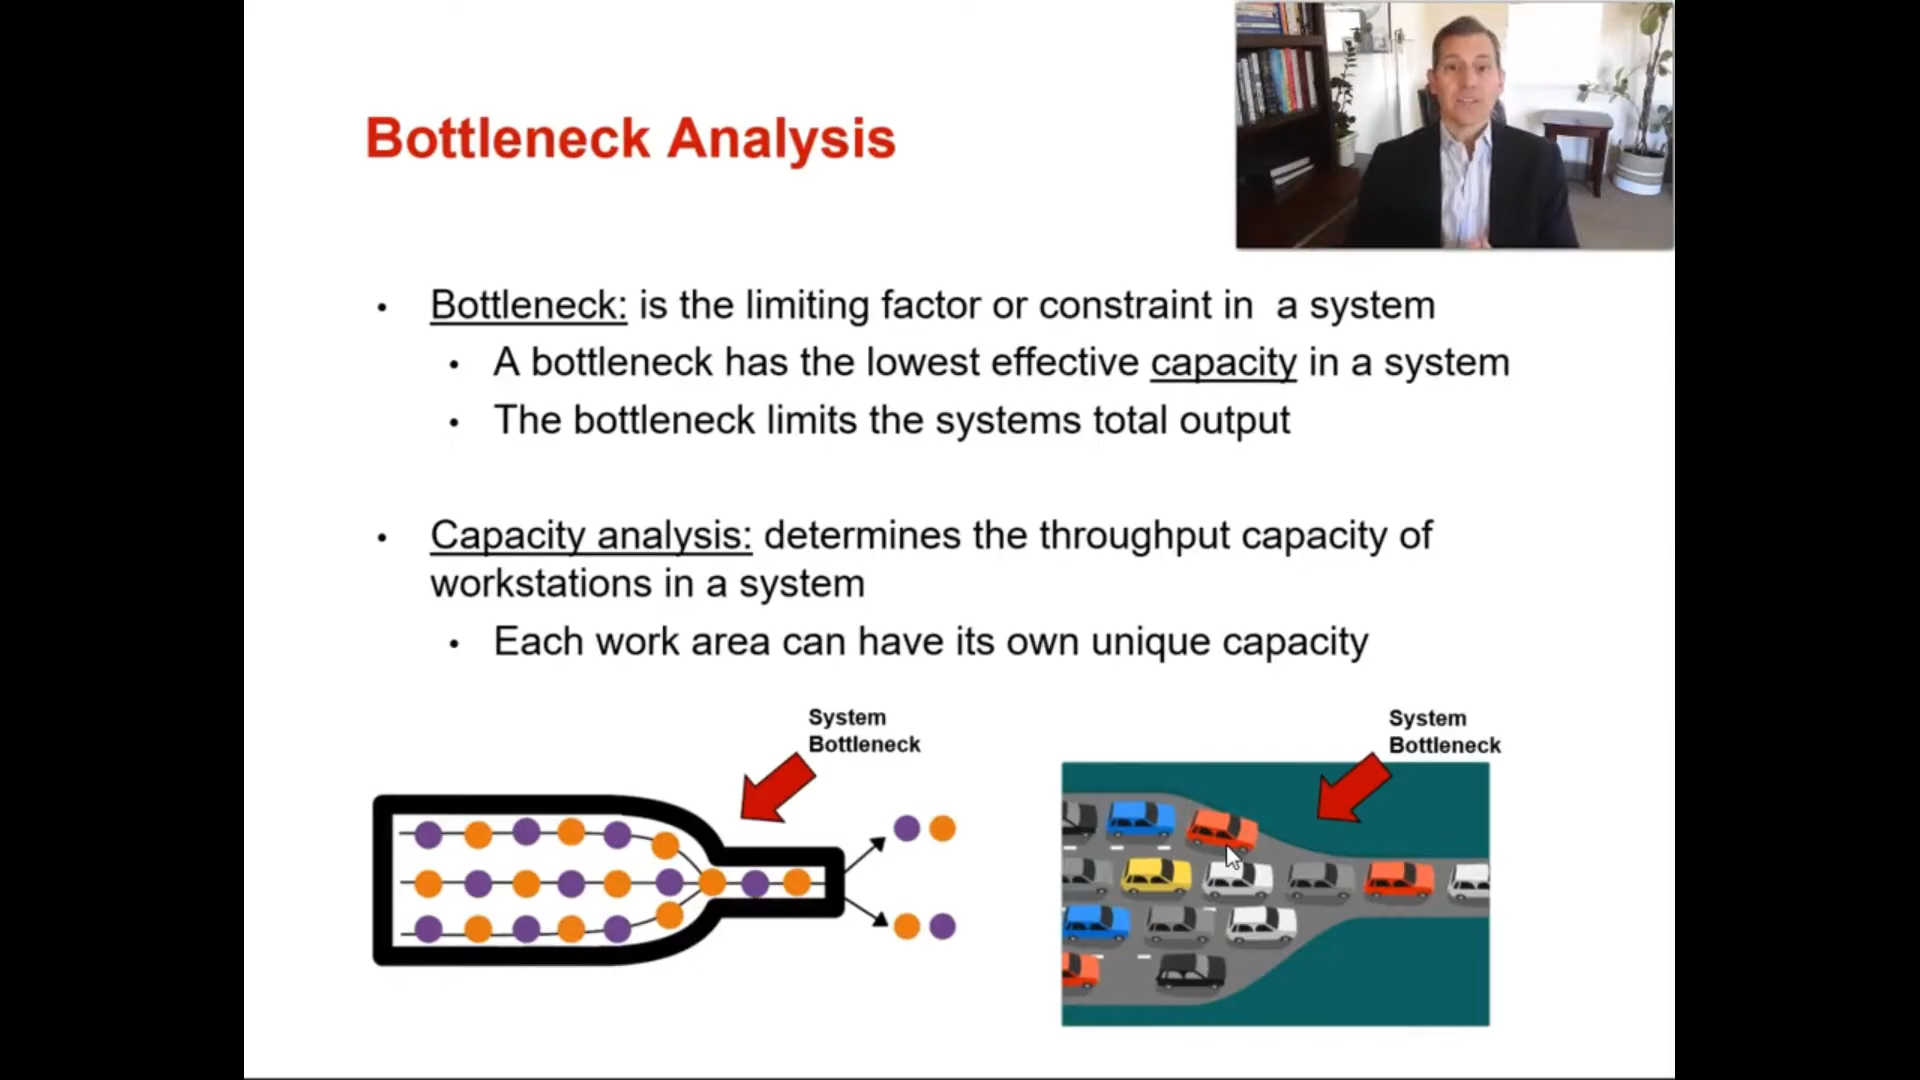 Bottleneck Analysis
• Bottleneck: is the limiting factor or constraint in  a system
• A bottleneck has the lowest effective capacity in a system
• The bottleneck limits the systems total output
• Capacity analysis: determines the throughput capacity of
workstations in a system
• Each work area can have its own unique capacity
System
Bottleneck
System
Bottleneck